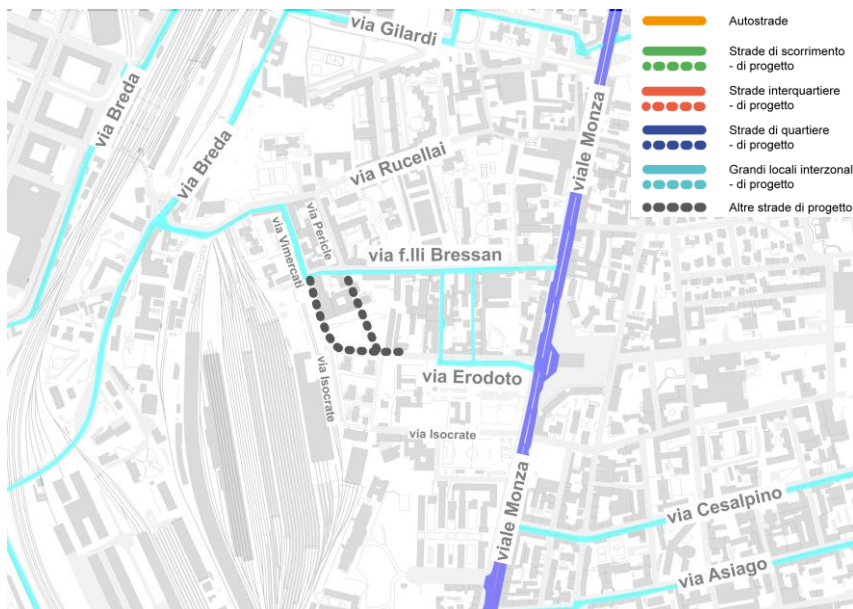 via Gilardi
Autostrade
Strade di scorrimento
- di progetto
Strade interquartiere
- di progetto
Strade di quartiere
- di progetto
Grandi locali interzonal
- di progetto
Altre strade di progetto
via Breda
via Breda
viale Monza
via Rucellai
via Pericle
via Vimercati
via f.lli Bressan
via Isocrate
via Erodoto
via Isocrate
viale Monza
via Cesalpino
via Asiago